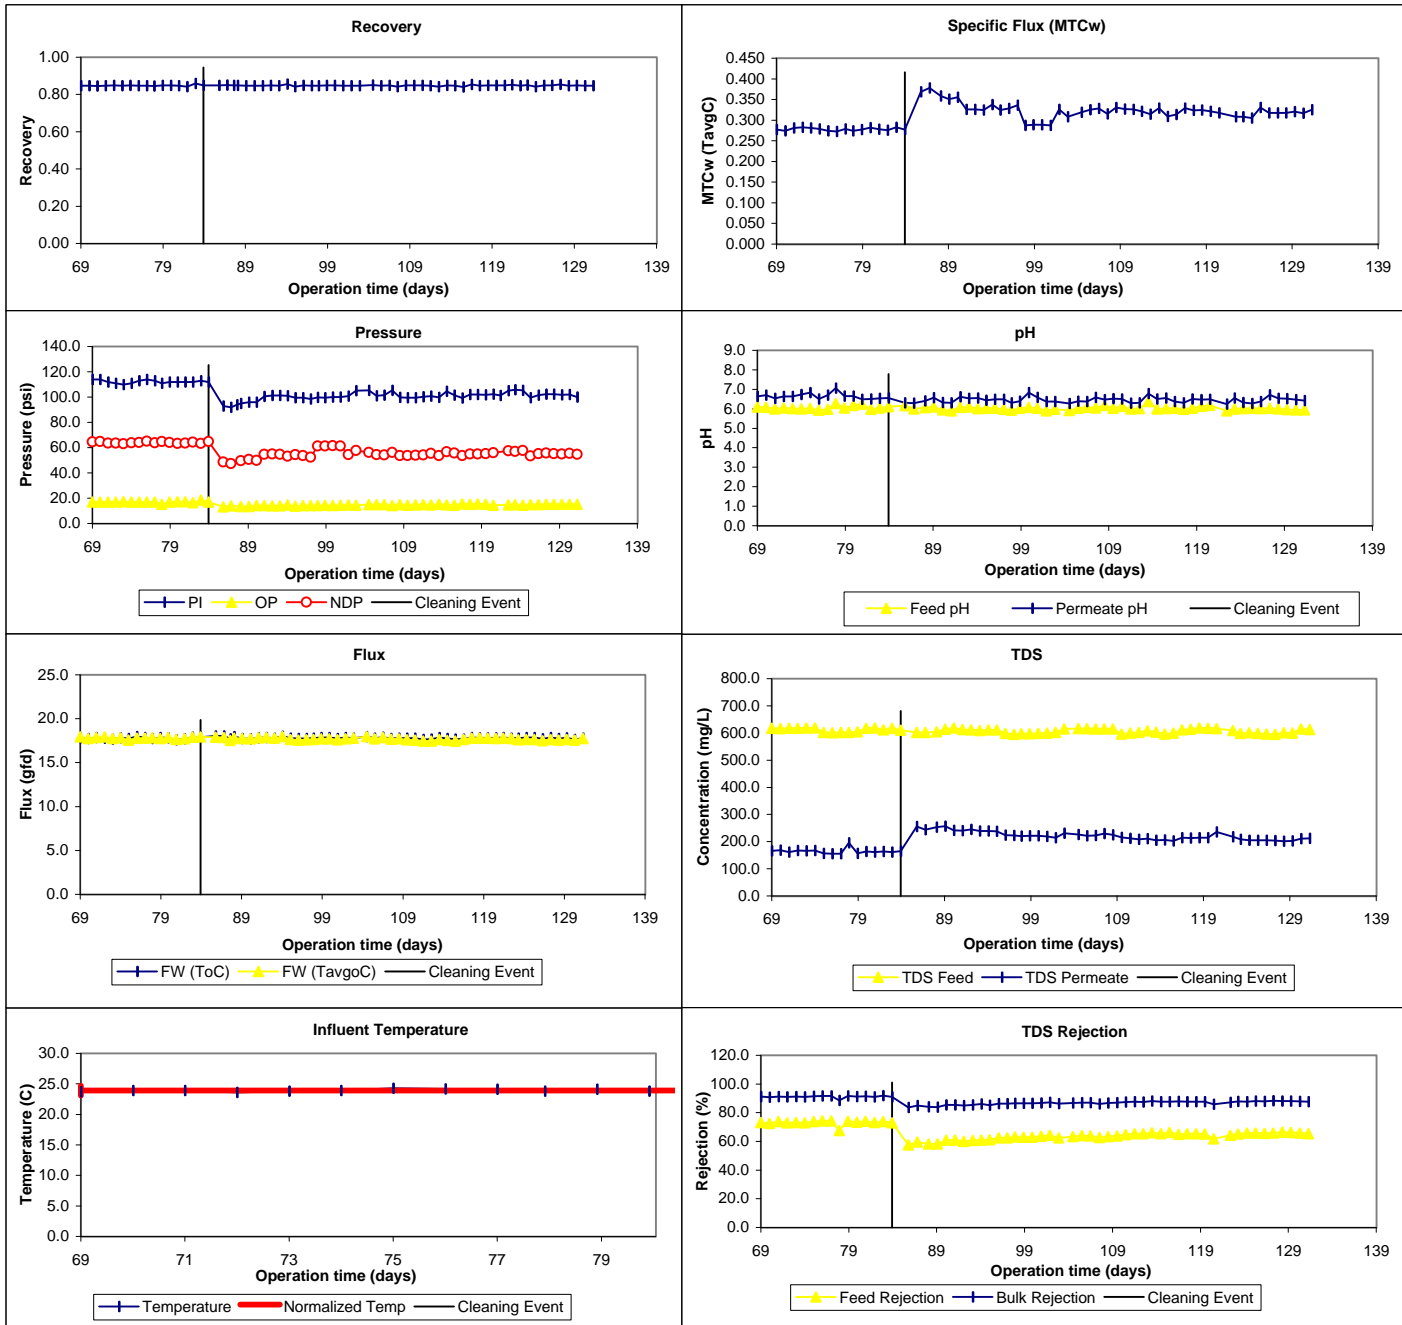 Recovery
1.00
0.80
0.60
0.40
0.20
0.00
Recovery
69 79 89 99 109 119 129 139
Operation time (days)
Specific Flux (MTCw)
0.450
0.400
0.350
0.300
0.250
0.200
0.150
0.100
0.050
0.000
MTCw (TavgC)
69 79 89 99 109 119 129 139
Operation time (days)
Pressure
140.0
120.0
100.0
80.0
60.0
40.0
20.0
0.0
Pressure (psi)
69 79 89 99 109 119 129 139
Operation time (days)
PI OP NDP Cleaning Event
pH
9.0
8.0
7.0
6.0
5.0
4.0
3.0
2.0
1.0
0.0
pH
69 79 89 99 109 119 129 139
Operation time (days)
Feed pH Permeate pH Cleaning Event
Flux
25.0
20.0
15.0
10.0
5.0
0.0
Flux (gfd)
69 79 89 99 109 119 129 139
Operation time (days)
FW (ToC) FW (TavgoC) Cleaning Event
TDS
800.0
700.0
600.0
500.0
400.0
300.0
200.0
100.0
0.0
Concentration (mg/L)
69 79 89 99 109 119 129 139
Operation time (days)
TDS Feed TDS Permeate Cleaning Event
Influent Temperature
30.0
25.0
20.0
15.0
10.0
5.0
0.0
Temperature (C)
69 71 73 75 77 79
Operation time (days)
Temperature Normalized Temp Cleaning Event
TDS Rejection
120.0
100.0
80.0
60.0
40.0
20.0
0.0
Rejection (%)
69 79 89 99 109 119 129 139
Operation time (days)
Feed Rejection Bulk Rejection Cleaning Event